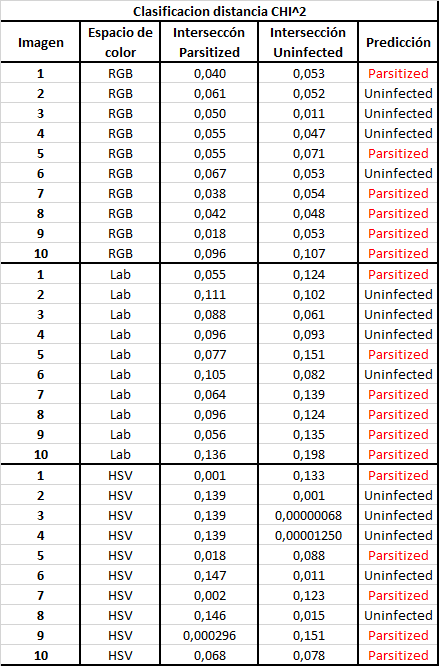 Clasificacion distancia CHI^2
Imagen Espacio de color Interseccón Parsitized Intersección Uninfected Predicción
1 RGB 0,040 0,053 Parsitized
2 RGB 0,061 0,052 Uninfected
3 RGB 0,050 0,011 Uninfected
4 RGB 0,055 0,047 Uninfected
5 RGB 0,055 0,071 Parsitized
6 RGB 0,067 0,053 Uninfected
7 RGB 0,038 0,054 Parsitized
8 RGB 0,042 0,048 Parsitized
9 RGB 0,018 0,053 Parsitized
10 RGB 0,096 0,107 Parsitized
1 Lab 0,055 0,124 Parsitized
2 Lab 0,111 0,102 Uninfected
3 Lab 0,088 0,061 Uninfected
4 Lab 0,096 0,093 Uninfected
5 Lab 0,077 0,151 Parsitized
6 Lab 0,105 0,082 Uninfected
7 Lab 0,064 0,139 Parsitized
8 Lab 0,096 0,124 Parsitized
9 Lab 0,056 0,135 Parsitized
10 Lab 0,136 0,198 Parsitized
1 HSV 0,001 0,133 Parsitized
2 HSV 0,139 0,001 Uninfected
3 HSV 0,139 0,00000068 Uninfected
4 HSV 0,139 0,00001250 Uninfected
5 HSV 0,018 0,088 Parsitized
6 HSV 0,147 0,011 Uninfected
7 HSV 0,002 0,123 Parsitized
8 HSV 0,146 0,015 Uninfected
9 HSV 0,000296 0,151 Parsitized
10 HSV 0,068 0,078 Parsitized